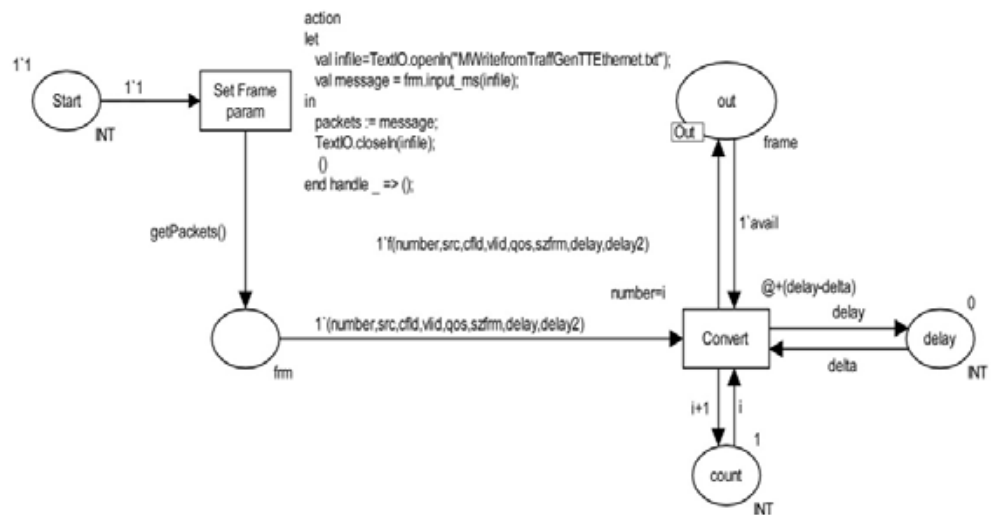 action
let
val infile=TextIO.openIn("MWritefromTraffGenTTEthernet.txt");
val message = frm.input_ms(infile);
in
packets := message;
TextIO.closeIn(infile);
()
end handle _ => ();
1`1
Start
INT
1`1
Set Frame
param
getPackets()
frm
1`(number,src,cfId,vlid,qos,szfrm,delay,delay2)
out
Out
frame
1`avail
1`f(number,src,cfId,vlid,qos,szfrm,delay,delay2)
number=i
@+(delay-delta)
Convert
delay
delta
0
delay
INT
i+1
i
1
count
INT